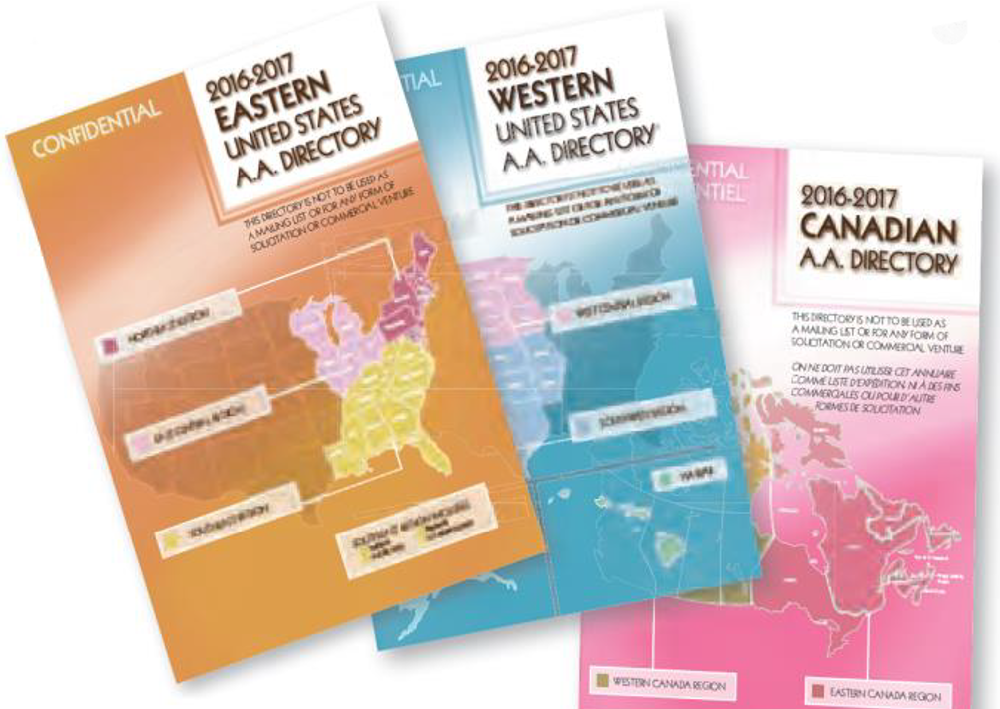 CONFIDENTIAL
2016-2017
EASTERN
UNITED STATES
A.A. DIRECTORY
THIS DIRECTORY IS NOT TO BE USED AS
A MAILING LIST OR FOR ANY FORM OF
SOLICITATION OR COMMERCIAL VENTURE
NORTHEAST REGION
EAST CENTRAL REGION
SOUTHEAST REGION
TIAL
2016-2017
WESTERN
UNITED STATES
A.A. DIRECTORY
THIS DIRECTORY IS NOT TO BE USED AS
A MAILING LIST OR FOR ANY FORM OF
SOLICITATION OR COMMERCIAL VENTURE
WEST CENTRAL REGION
SOUTHWEST REGION
HAWAII
ENTIAL
NTIEL
2016-2017
CANADIAN
A.A. DIRECTORY
THIS DIRECTORY IS NOT TO BE USED AS
A MAILING LIST OR FOR ANY FORM OF
SOLICITATION OR COMMERCIAL VENTURE
ON NE DOIT PAS UTILISER CET ANNUAIRE
COMME LISTE D'EXPÉDITION NI À DES FINS
COMMERCIALES OU POUR D'AUTRE
FORMES DE SOLICITATION
WESTERN CANADA REGION
EASTERN CANADA REGION